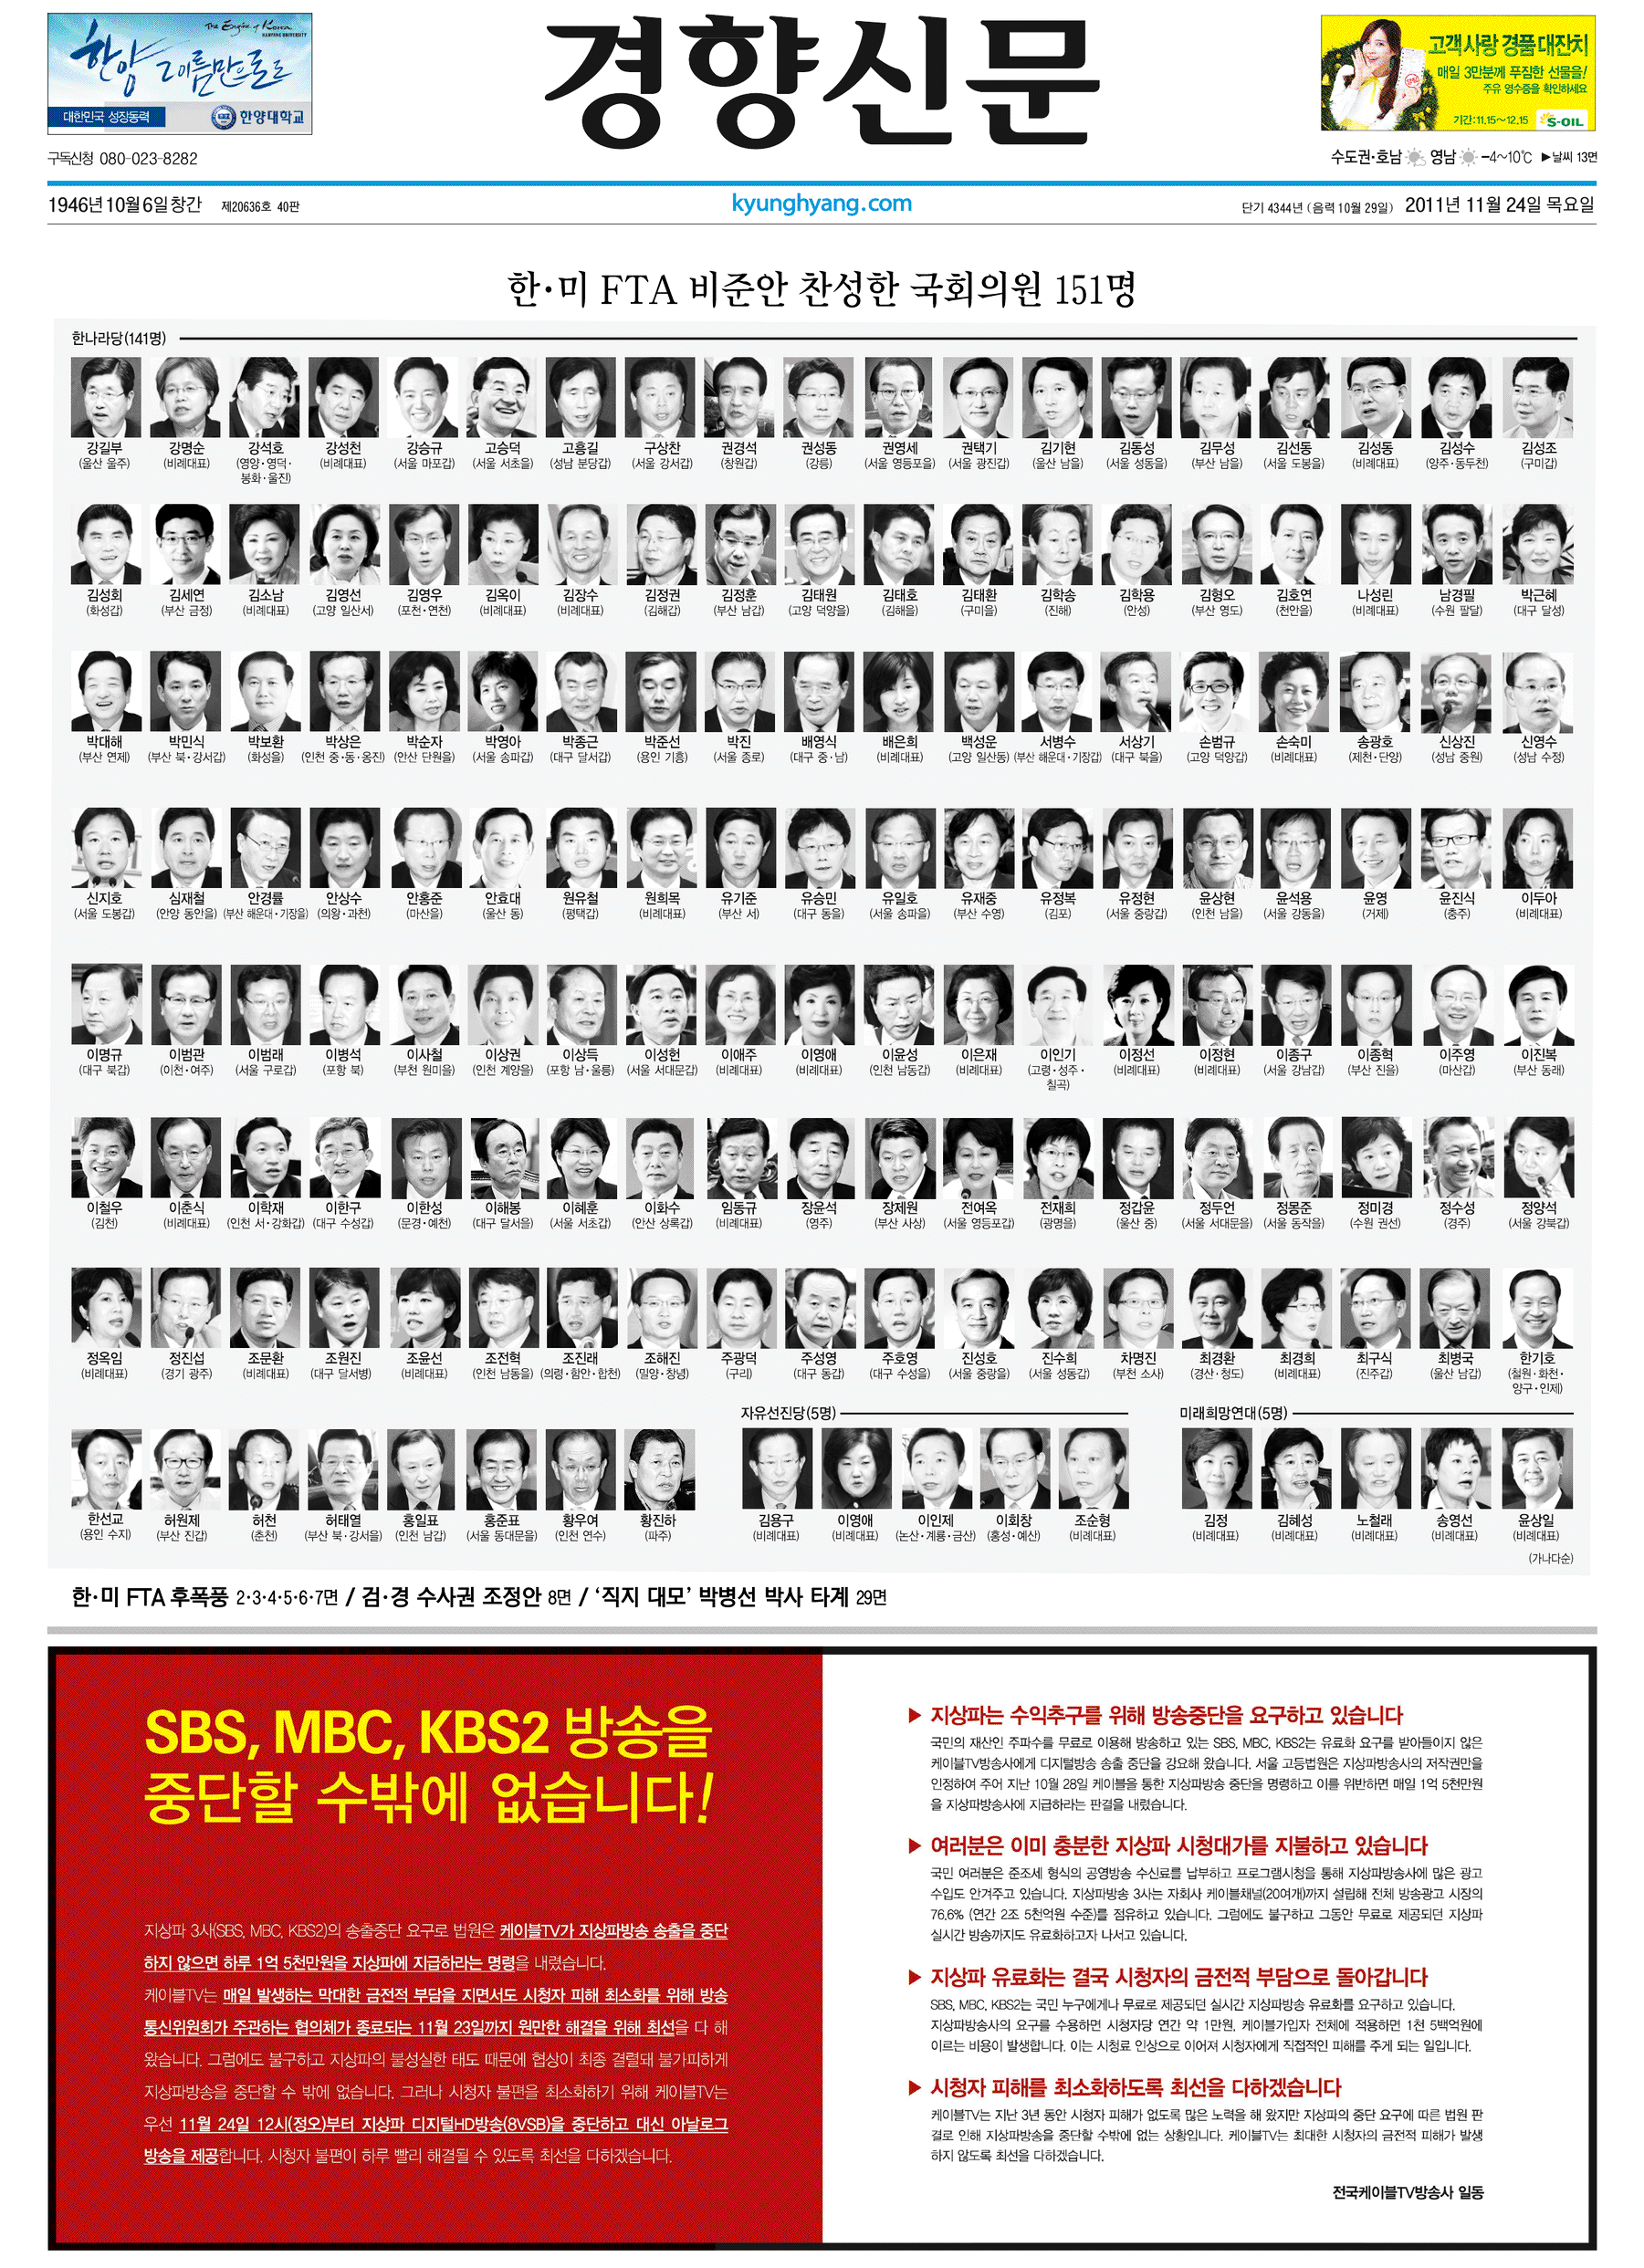 The Engine of Korea
HANYANG UNIVERSITY
한양 그 이름만으로도
대한민국 성장동력
한양대학교
구독신청 080-023-8282
경향신문
고객사랑 경품 대잔치
매일 3만분께 푸짐한 선물을!
주유 영수증을 확인하세요
기간:11.15~12.15 S-OIL
수도권·호남 영남 -4~10℃ ▶날씨 13면
1946년 10월 6일 창간 제20636호 40판
kyunghyang.com
단기 4344년 (음력 10월 29일) 2011년 11월 24일 목요일
한·미 FTA 비준안 찬성한 국회의원 151명
한나라당(141명)
강길부 강명순 강석호 강성천 강승규 고승덕 고흥길 구상찬 권경석 권성동 권영세 권택기 김기현 김동성 김무성 김선동 김성동 김성수 김성조
(울산 울주) (비례대표) (영양·영덕· (비례대표) (서울 마포갑) (서울 서초을) (성남 분당갑) (서울 강서갑) (창원갑) (강릉) (서울 영등포을) (서울 광진갑) (울산 남을) (서울 성동을) (부산 남을) (서울 도봉을) (비례대표) (양주·동두천) (구미갑)
봉화·울진)
김성회 김세연 김소남 김영선 김영우 김옥이 김장수 김정권 김정훈 김태원 김태호 김태환 김학송 김학용 김형오 김호연 나성린 남경필 박근혜
(화성갑) (부산 금정) (비례대표) (고양 일산서) (포천·연천) (비례대표) (비례대표) (김해갑) (부산 남갑) (고양 덕양을) (김해을) (구미을) (진해) (안성) (부산 영도) (천안을) (비례대표) (수원 팔달) (대구 달성)
박대해 박민식 박보환 박상은 박순자 박영아 박종근 박준선 박진 배영식 배은희 백성운 서병수 서상기 손범규 손숙미 송광호 신상진 신영수
(부산 연제) (부산 북·강서갑) (화성을) (인천 중·동·옹진) (안산 단원을) (서울 송파갑) (대구 달서갑) (용인 기흥) (서울 종로) (대구 중·남) (비례대표) (고양 일산동) (부산 해운대·기장갑) (대구 북을) (고양 덕양갑) (비례대표) (제천·단양) (성남 중원) (성남 수정)
신지호 심재철 안경률 안상수 안홍준 안효대 원유철 원희목 유기준 유승민 유일호 유재중 유정복 유정현 윤상현 윤석용 윤영 윤진식 이두아
(서울 도봉갑) (안양 동안을) (부산 해운대·기장을) (의왕·과천) (마산을) (울산 동) (평택갑) (비례대표) (부산 서) (대구 동을) (서울 송파을) (부산 수영) (김포) (서울 중랑갑) (인천 남을) (서울 강동을) (거제) (충주) (비례대표)
이명규 이범관 이범래 이병석 이사철 이상권 이상득 이성헌 이애주 이영애 이윤성 이은재 이인기 이정선 이정현 이종구 이종혁 이주영 이진복
(대구 북갑) (이천·여주) (서울 구로갑) (포항 북) (부천 원미을) (인천 계양을) (포항 남·울릉) (서울 서대문갑) (비례대표) (비례대표) (인천 남동갑) (비례대표) (고령·성주· (비례대표) (비례대표) (서울 강남갑) (부산 진을) (마산갑) (부산 동래)
칠곡)
이철우 이춘식 이학재 이한구 이한성 이해봉 이혜훈 이화수 임동규 장윤석 장제원 전여옥 전재희 정갑윤 정두언 정몽준 정미경 정수성 정양석
(김천) (비례대표) (인천 서·강화갑) (대구 수성갑) (문경·예천) (대구 달서을) (서울 서초갑) (안산 상록갑) (비례대표) (영주) (부산 사상) (서울 영등포갑) (광명을) (울산 중) (서울 서대문을) (서울 동작을) (수원 권선) (경주) (서울 강북갑)
정옥임 정진섭 조문환 조원진 조윤선 조전혁 조진래 조해진 주광덕 주성영 주호영 진성호 진수희 차명진 최경환 최경희 최구식 최병국 한기호
(비례대표) (경기 광주) (비례대표) (대구 달서병) (비례대표) (인천 남동을) (의령·함안·합천) (밀양·창녕) (구리) (대구 동갑) (대구 수성을) (서울 중랑을) (서울 성동갑) (부천 소사) (경산·청도) (비례대표) (진주갑) (울산 남갑) (철원·화천·
양구·인제)
한선교 허원제 허천 허태열 홍일표 홍준표 황우여 황진하
(용인 수지) (부산 진갑) (춘천) (부산 북·강서을) (인천 남갑) (서울 동대문을) (인천 연수) (파주)
자유선진당(5명)
김용구 이영애 이인제 이회창 조순형
(비례대표) (비례대표) (논산·계룡·금산) (홍성·예산) (비례대표)
미래희망연대(5명)
김정 김혜성 노철래 송영선 윤상일
(비례대표) (비례대표) (비례대표) (비례대표) (비례대표)
(가나다순)
한·미 FTA 후폭풍 2·3·4·5·6·7면 / 검·경 수사권 조정안 8면 / ‘직지 대모’ 박병선 박사 타계 29면
SBS, MBC, KBS2 방송을
중단할 수밖에 없습니다!
지상파 3사(SBS, MBC, KBS2)의 송출중단 요구로 법원은 케이블TV가 지상파방송 송출을 중단
하지 않으면 하루 1억 5천만원을 지상파에 지급하라는 명령을 내렸습니다.
케이블TV는 매일 발생하는 막대한 금전적 부담을 지면서도 시청자 피해 최소화를 위해 방송
통신위원회가 주관하는 협의체가 종료되는 11월 23일까지 원만한 해결을 위해 최선을 다 해
왔습니다. 그럼에도 불구하고 지상파의 불성실한 태도 때문에 협상이 최종 결렬돼 불가피하게
지상파방송을 중단할 수 밖에 없습니다. 그러나 시청자 불편을 최소화하기 위해 케이블TV는
우선 11월 24일 12시(정오)부터 지상파 디지털HD방송(8VSB)을 중단하고 대신 아날로그
방송을 제공합니다. 시청자 불편이 하루 빨리 해결될 수 있도록 최선을 다하겠습니다.
▶ 지상파는 수익추구를 위해 방송중단을 요구하고 있습니다
국민의 재산인 주파수를 무료로 이용해 방송하고 있는 SBS, MBC, KBS2는 유료화 요구를 받아들이지 않은
케이블TV방송사에게 디지털방송 송출 중단을 강요해 왔습니다. 서울 고등법원은 지상파방송사의 저작권만을
인정하여 주어 지난 10월 28일 케이블을 통한 지상파방송 중단을 명령하고 이를 위반하면 매일 1억 5천만원
을 지상파방송사에 지급하라는 판결을 내렸습니다.
▶ 여러분은 이미 충분한 지상파 시청대가를 지불하고 있습니다
국민 여러분은 준조세 형식의 공영방송 수신료를 납부하고 프로그램시청을 통해 지상파방송사에 많은 광고
수입도 안겨주고 있습니다. 지상파방송 3사는 자회사 케이블채널(20여개)까지 설립해 전체 방송광고 시장의
76.6% (연간 2조 5천억원 수준)를 점유하고 있습니다. 그럼에도 불구하고 그동안 무료로 제공되던 지상파
실시간 방송까지도 유료화하고자 나서고 있습니다.
▶ 지상파 유료화는 결국 시청자의 금전적 부담으로 돌아갑니다
SBS, MBC, KBS2는 국민 누구에게나 무료로 제공되던 실시간 지상파방송 유료화를 요구하고 있습니다.
지상파방송사의 요구를 수용하면 시청자당 연간 약 1만원, 케이블가입자 전체에 적용하면 1천 5백억원에
이르는 비용이 발생합니다. 이는 시청료 인상으로 이어져 시청자에게 직접적인 피해를 주게 되는 일입니다.
▶ 시청자 피해를 최소화하도록 최선을 다하겠습니다
케이블TV는 지난 3년 동안 시청자 피해가 없도록 많은 노력을 해 왔지만 지상파의 중단 요구에 따른 법원 판
결로 인해 지상파방송을 중단할 수밖에 없는 상황입니다. 케이블TV는 최대한 시청자의 금전적 피해가 발생
하지 않도록 최선을 다하겠습니다.
전국케이블TV방송사 일동